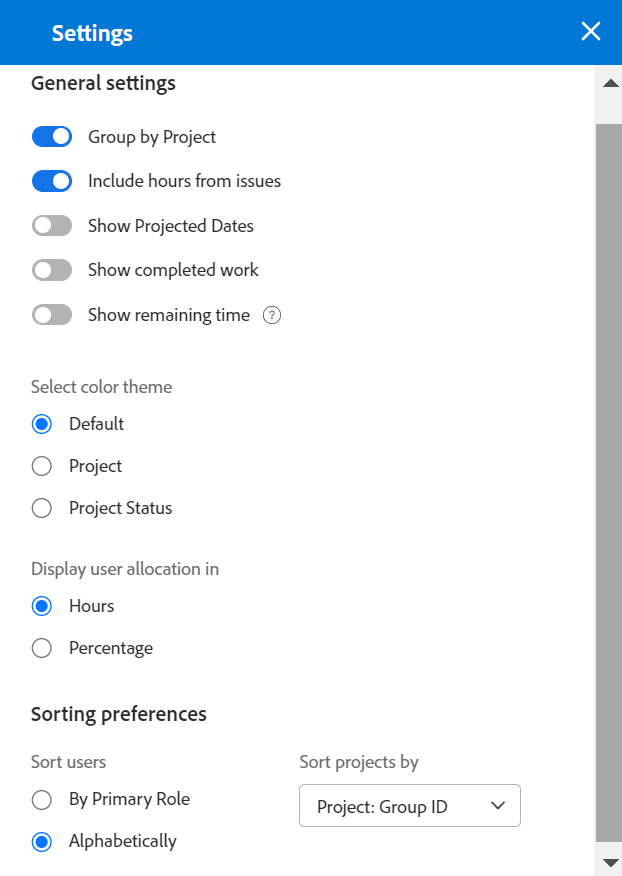 Settings
General settings
Group by Project
Include hours from issues
Show Projected Dates
Show completed work
Show remaining time ?
Select color theme
Default
Project
Project Status
Display user allocation in
Hours
Percentage
Sorting preferences
Sort users
By Primary Role
Alphabetically
Sort projects by
Project: Group ID